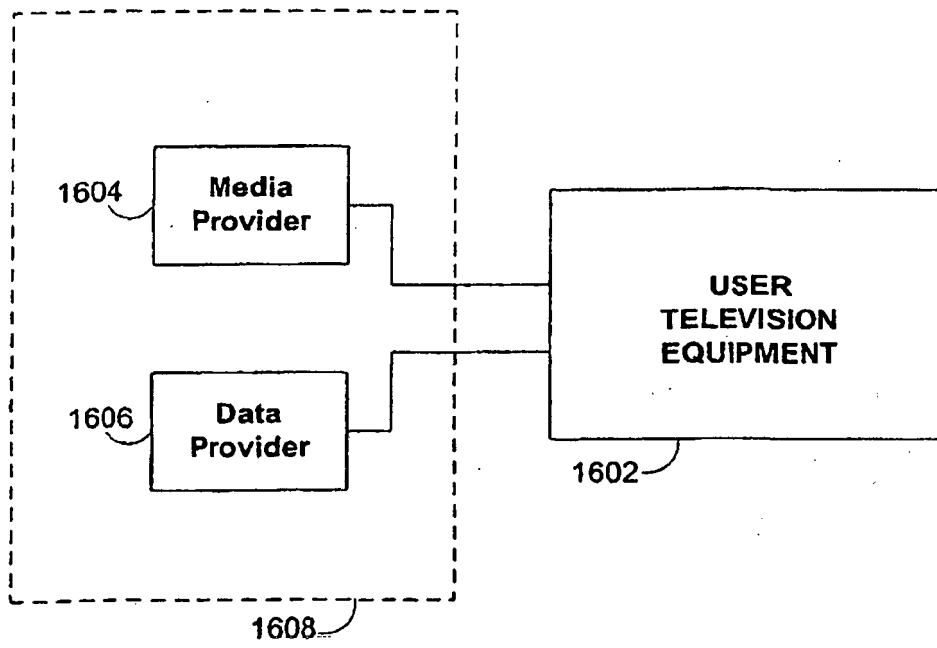 1604
Media
Provider
1606
Data
Provider
USER
TELEVISION
EQUIPMENT
1602
1608